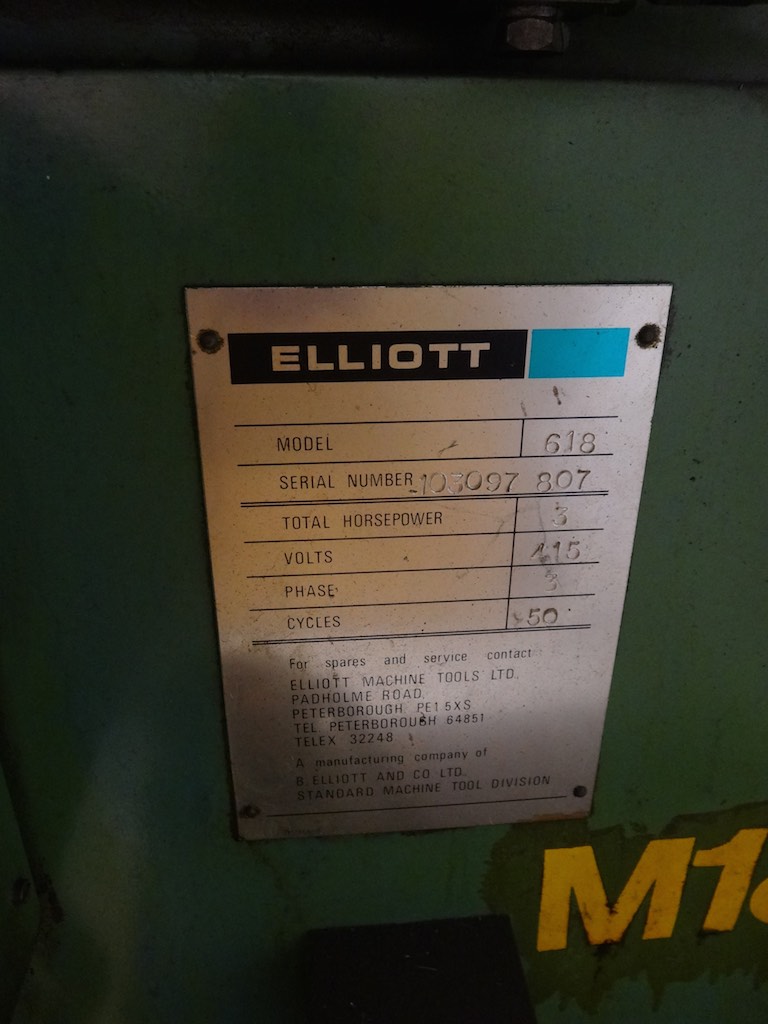 ELLIOTT
MODEL 618
SERIAL NUMBER 103097 807
TOTAL HORSEPOWER 3
VOLTS 415
PHASE 3
CYCLES 50
For spares and service contact
ELLIOTT MACHINE TOOLS LTD.
PADHOLME ROAD,
PETERBOROUGH PE1 5XS
TEL. PETERBOROUGH 64851
TELEX 32248
A manufacturing company of
B. ELLIOTT AND CO LTD.
STANDARD MACHINE TOOL DIVISION